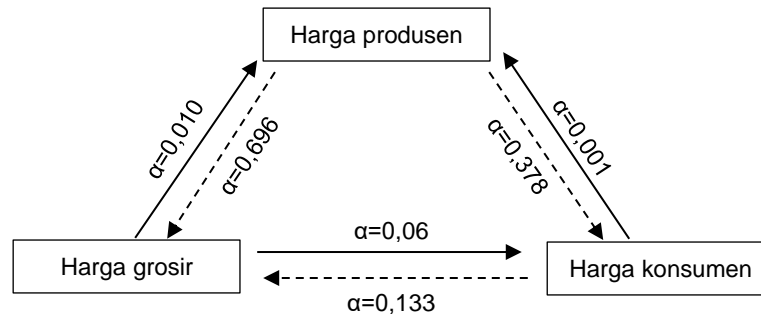 Harga produsen
α=0,010
α=0,696
α=0,378
α=0,001
α=0,06
Harga grosir
Harga konsumen
α=0,133